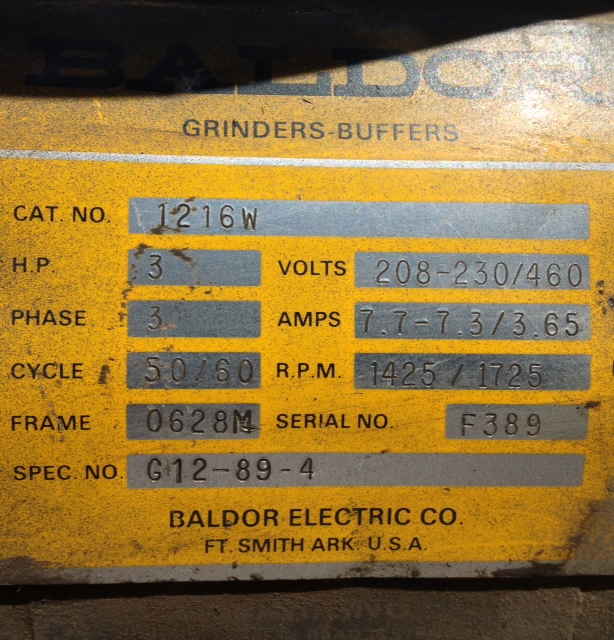 BALDOR
GRINDERS-BUFFERS
CAT. NO. 1216W
H.P. 3 VOLTS 208-230/460
PHASE 3 AMPS 7.7-7.3/3.65
CYCLE 50/60 R.P.M. 1425/1725
FRAME 0628M SERIAL NO. F389
SPEC. NO. G12-89-4
BALDOR ELECTRIC CO.
FT. SMITH ARK. U.S.A.